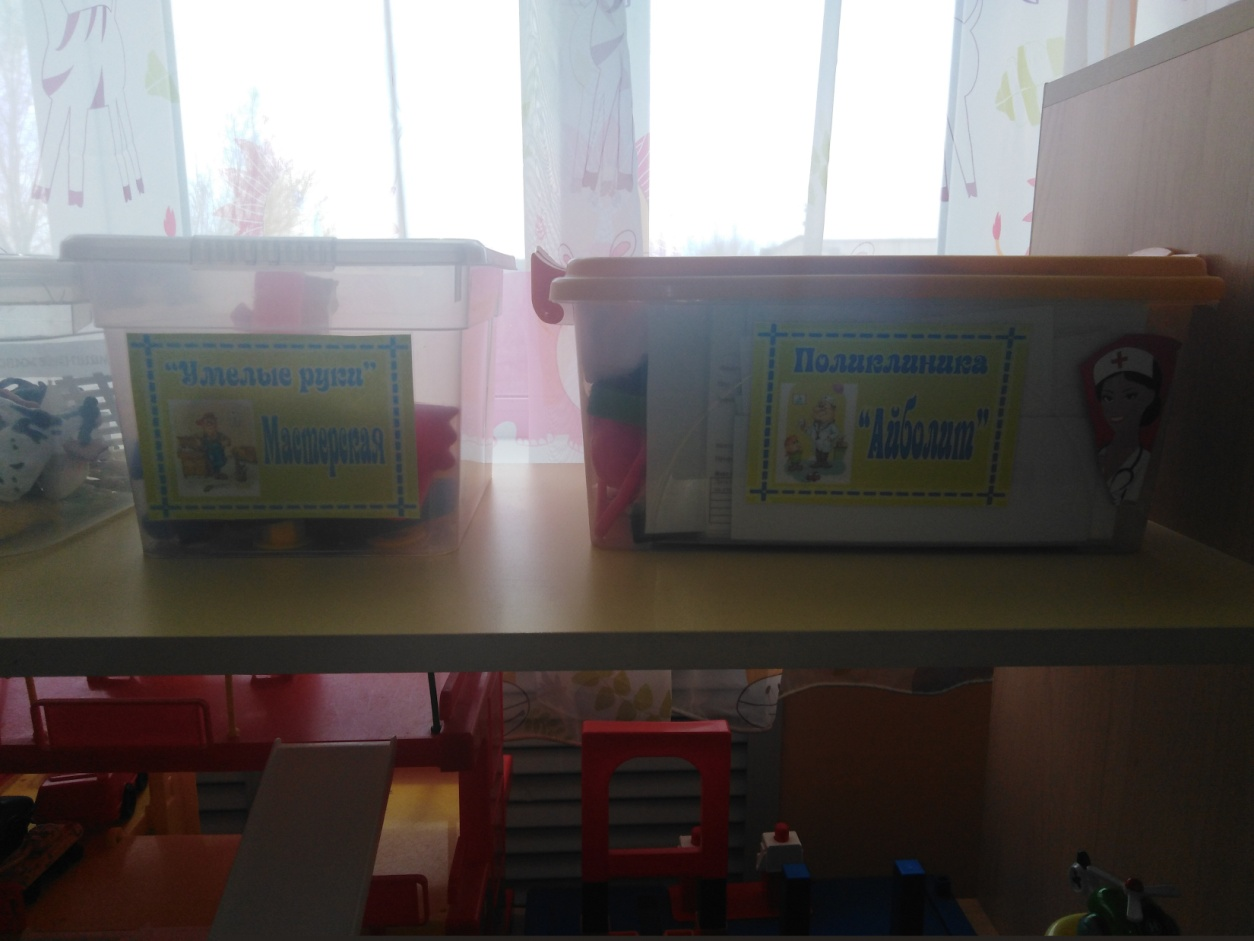 “Умелые руки”
Мастерская
Поликлиника
“Айболит”